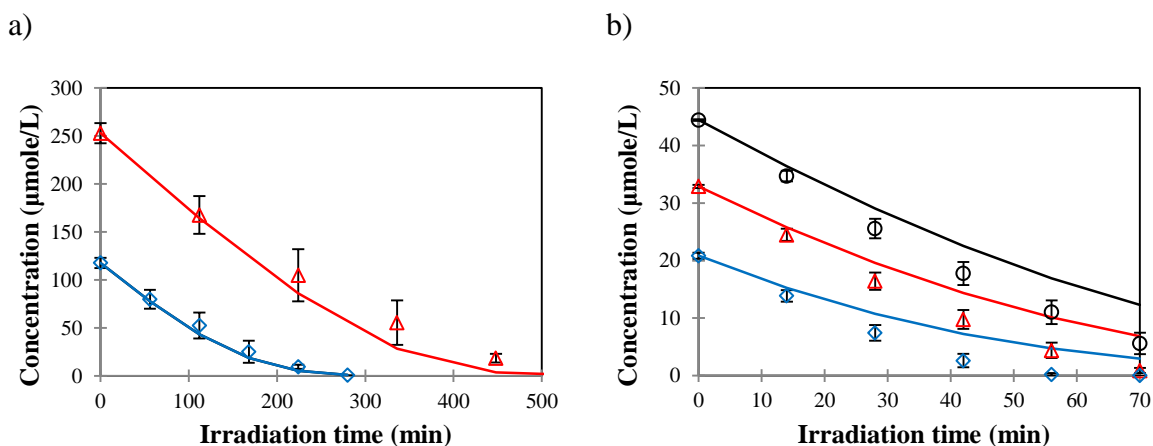 a)
b)
Concentration (µmole/L)
300
250
200
150
100
50
0
0 100 200 300 400 500
Irradiation time (min)
Concentration (µmole/L)
50
40
30
20
10
0
0 10 20 30 40 50 60 70
Irradiation time (min)